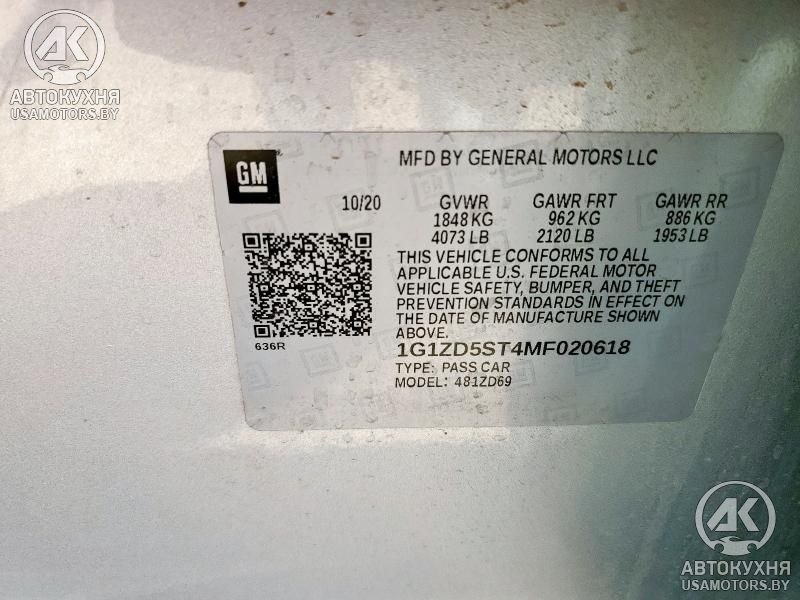 AK
АВТОКУХНЯ
USAMOTORS.BY
GM
MFD BY GENERAL MOTORS LLC
10/20 GVWR GAWR FRT GAWR RR
1848 KG 962 KG 886 KG
4073 LB 2120 LB 1953 LB
THIS VEHICLE CONFORMS TO ALL
APPLICABLE U.S. FEDERAL MOTOR
VEHICLE SAFETY, BUMPER, AND THEFT
PREVENTION STANDARDS IN EFFECT ON
THE DATE OF MANUFACTURE SHOWN
ABOVE.
636R
1G1ZD5ST4MF020618
TYPE: PASS CAR
MODEL: 481ZD69
AK
АВТОКУХНЯ
USAMOTORS.BY